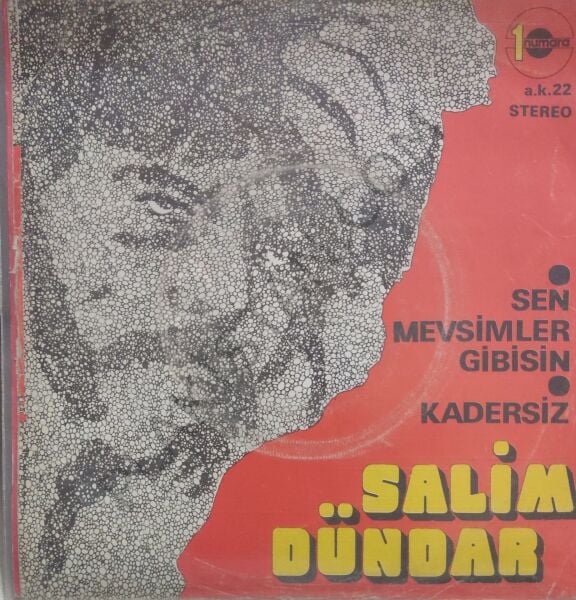 1 numara
a.k.22
STEREO
● SEN
MEVSİMLER
GİBİSİN
● KADERSİZ
SALİM
DÜNDAR